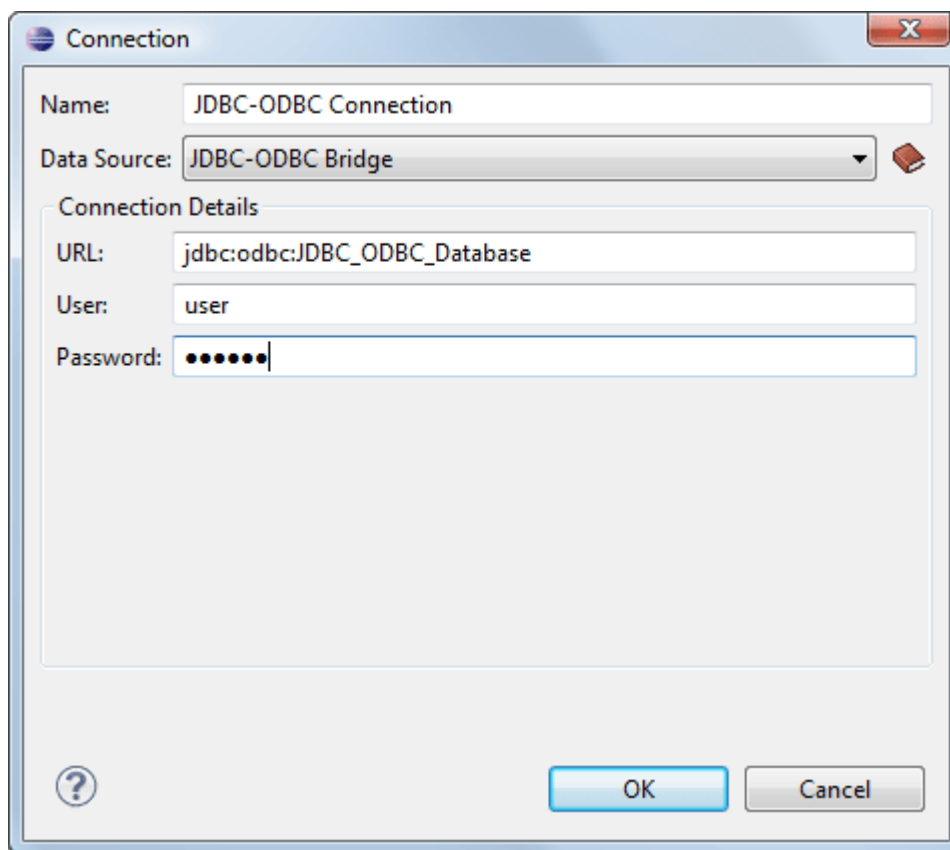 Connection
Name: JDBC-ODBC Connection
Data Source: JDBC-ODBC Bridge
Connection Details
URL: jdbc:odbc:JDBC_ODBC_Database
User: user
Password: ●●●●●●
? OK Cancel